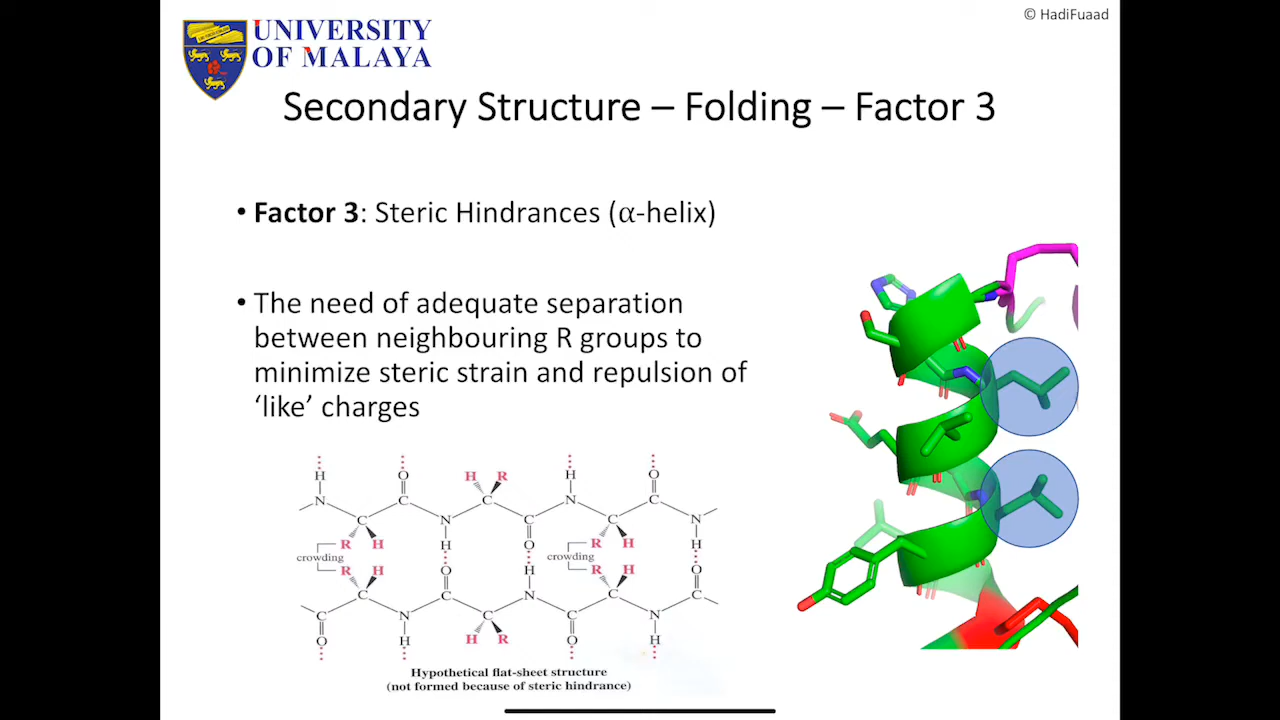 © HadiFuaad
UNIVERSITY
OF MALAYA
Secondary Structure – Folding – Factor 3
• Factor 3: Steric Hindrances (α-helix)
• The need of adequate separation
between neighbouring R groups to
minimize steric strain and repulsion of
‘like’ charges
H O H R H O
N C C N C N
C N C C
R H H O R H H
crowding crowding
R H O H R H O
C N C N C N C
C N C C N
O H H R O H
Hypothetical flat-sheet structure
(not formed because of steric hindrance)